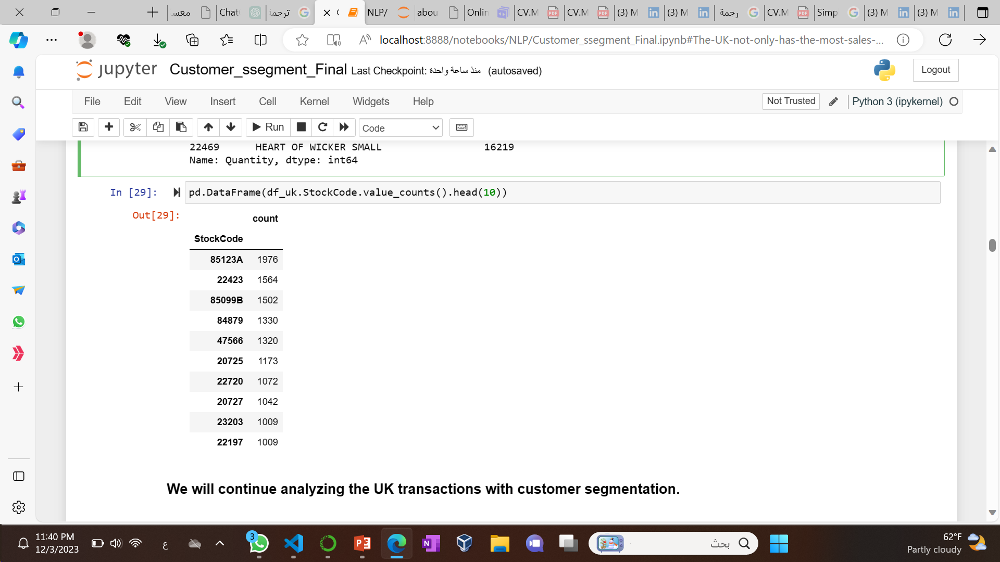 معس
Chat
ترجما
C
NLP/
abou
Onlin
CV.M
CV.M
(3) M
(3) M
رجمة
CV.M
Simp
(3) M
(3) M
localhost:8888/notebooks/NLP/Customer_ssegment_Final.ipynb#The-UK-not-only-has-the-most-sales-...
jupyter Customer_ssegment_Final Last Checkpoint: منذ ساعة واحدة (autosaved)
Logout
File Edit View Insert Cell Kernel Widgets Help
Not Trusted
Python 3 (ipykernel)
Run
Code
22469 HEART OF WICKER SMALL 16219
Name: Quantity, dtype: int64
In [29]: pd.DataFrame(df_uk.StockCode.value_counts().head(10))
Out[29]:
count
StockCode
85123A 1976
22423 1564
85099B 1502
84879 1330
47566 1320
20725 1173
22720 1072
20727 1042
23203 1009
22197 1009
We will continue analyzing the UK transactions with customer segmentation.
11:40 PM
12/3/2023
ع
3
بحث
62°F
Partly cloudy